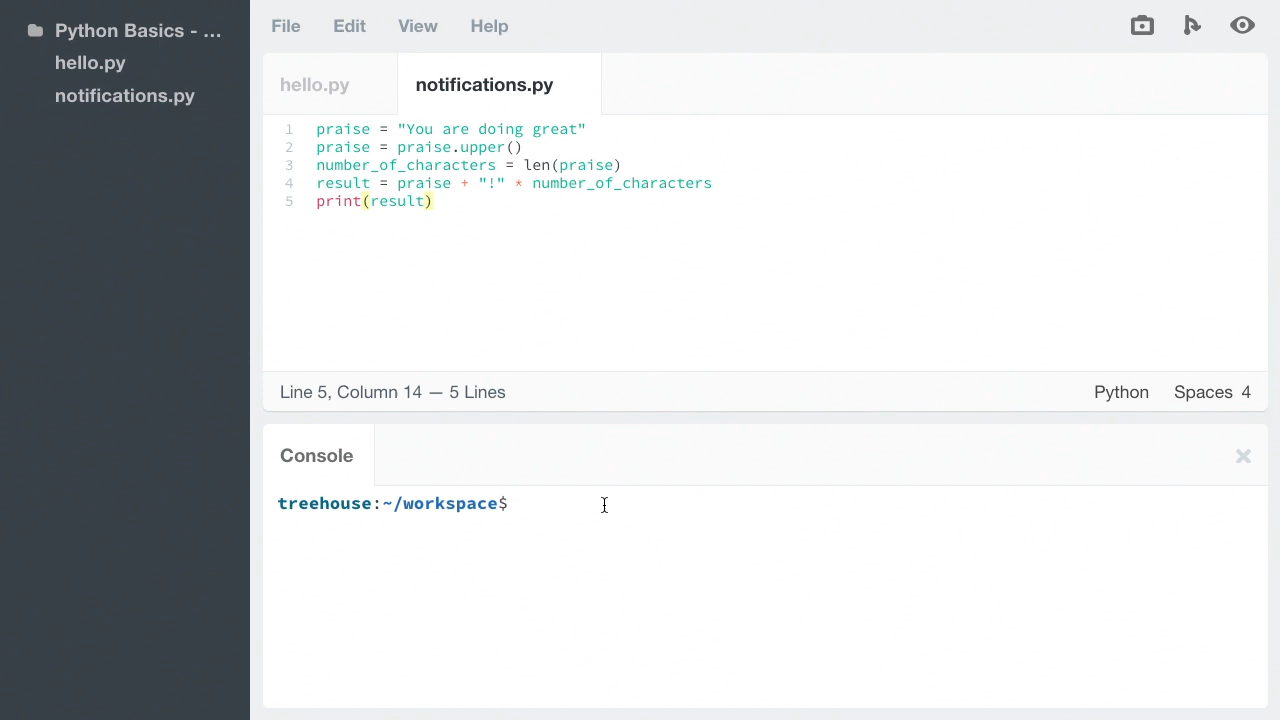 Python Basics - ...
hello.py
notifications.py
File Edit View Help
hello.py notifications.py
1 praise = "You are doing great"
2 praise = praise.upper()
3 number_of_characters = len(praise)
4 result = praise + "!" * number_of_characters
5 print(result)
Line 5, Column 14 — 5 Lines Python Spaces 4
Console
treehouse:~/workspace$